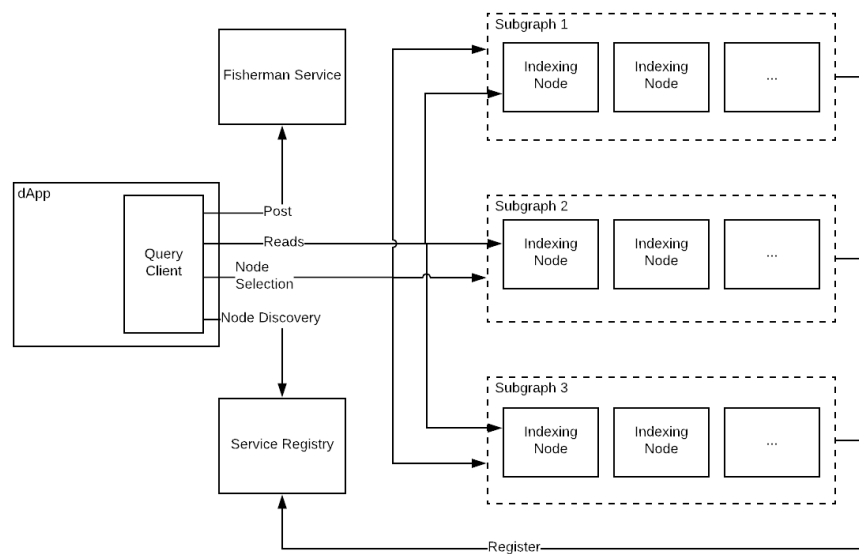 Subgraph 1
Fisherman Service
Indexing
Node
Indexing
Node
...
dApp
Query
Client
Post
Reads
Node
Selection
Node Discovery
Subgraph 2
Indexing
Node
Indexing
Node
...
Subgraph 3
Indexing
Node
Indexing
Node
...
Service Registry
Register